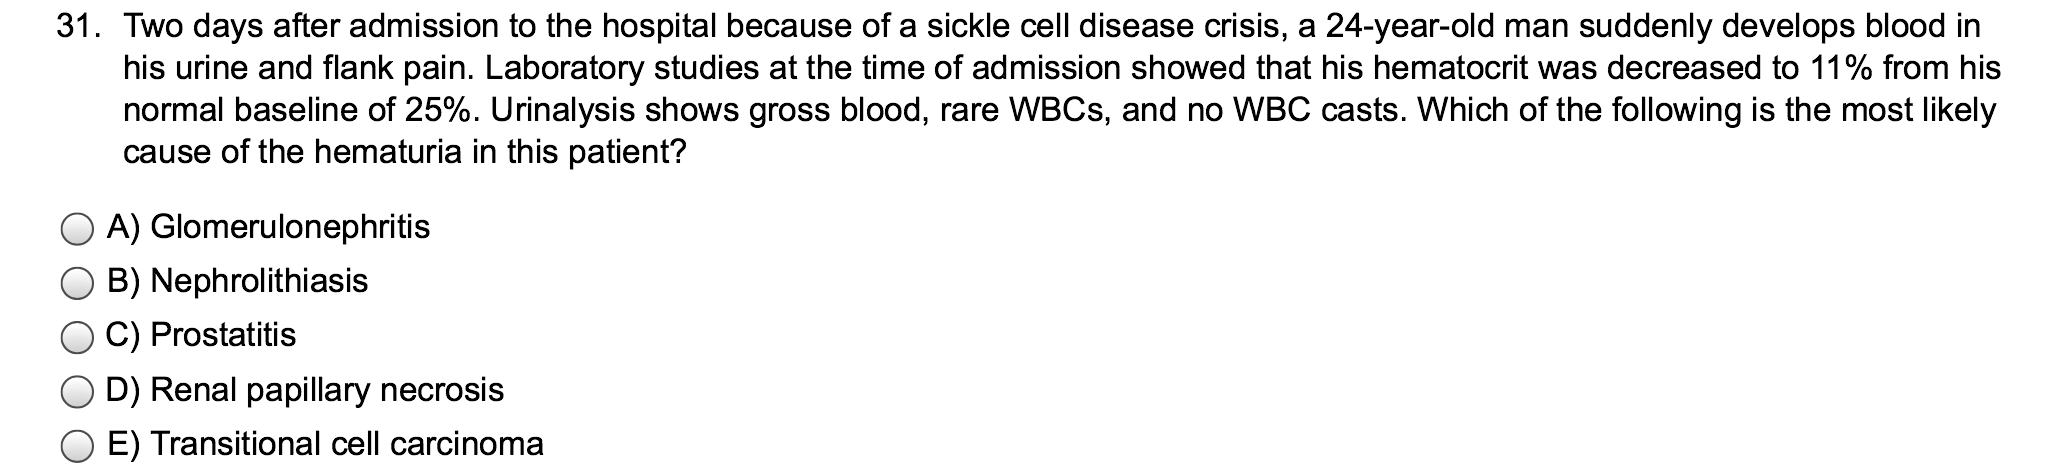 31. Two days after admission to the hospital because of a sickle cell disease crisis, a 24-year-old man suddenly develops blood in
his urine and flank pain. Laboratory studies at the time of admission showed that his hematocrit was decreased to 11% from his
normal baseline of 25%. Urinalysis shows gross blood, rare WBCs, and no WBC casts. Which of the following is the most likely
cause of the hematuria in this patient?
A) Glomerulonephritis
B) Nephrolithiasis
C) Prostatitis
D) Renal papillary necrosis
E) Transitional cell carcinoma